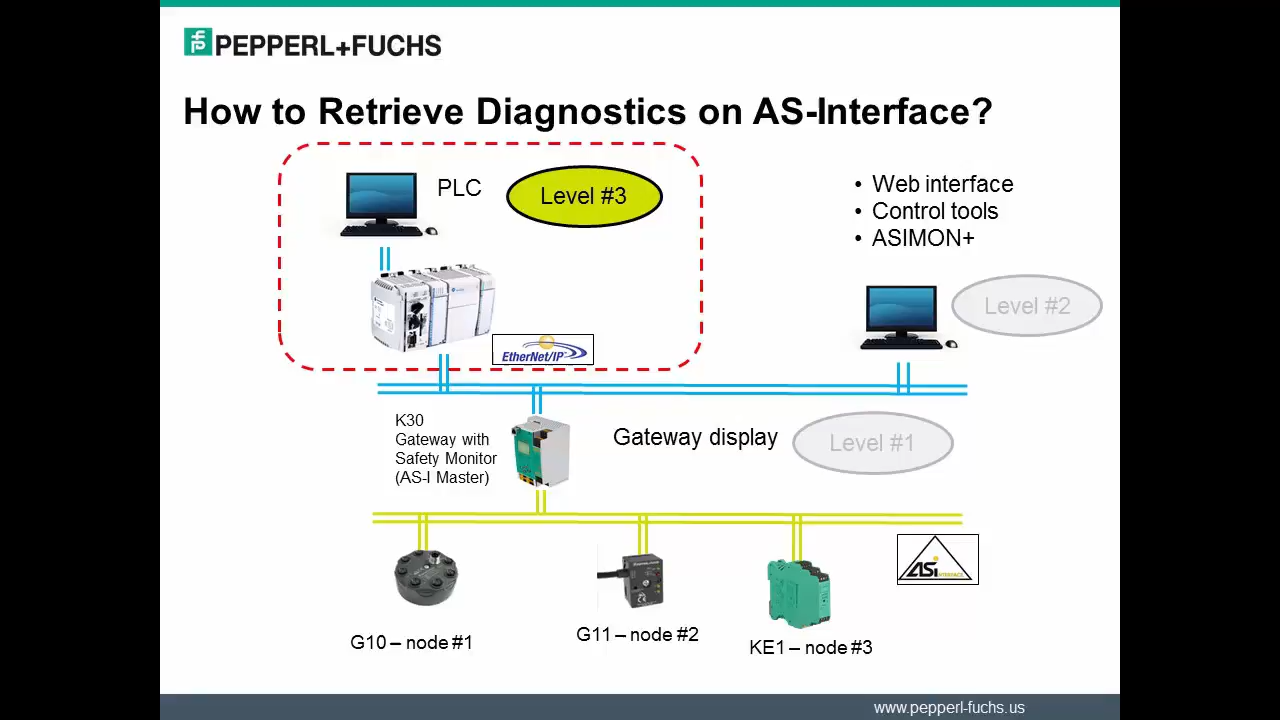 PEPPERL+FUCHS
How to Retrieve Diagnostics on AS-Interface?
PLC
Level #3
• Web interface
• Control tools
• ASIMON+
Level #2
EtherNet/IP
K30
Gateway with
Safety Monitor
(AS-I Master)
Gateway display
Level #1
ASi INTERFACE
G10 – node #1
G11 – node #2
KE1 – node #3
www.pepperl-fuchs.us